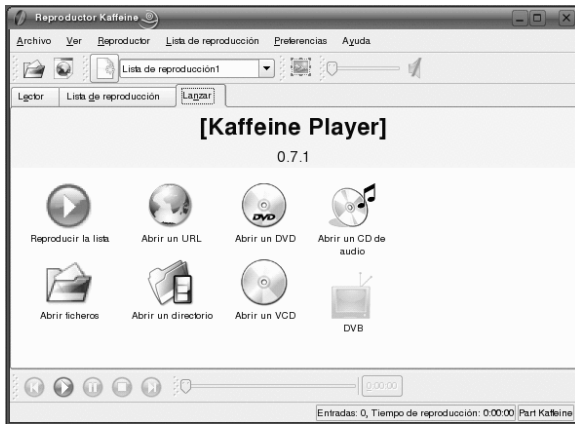 Reproductor Kaffeine
Archivo Ver Reproductor Lista de reproducción Preferencias Ayuda
Lista de reproducción1
Lector Lista de reproducción Lanzar
[Kaffeine Player]
0.7.1
Reproducir la lista Abrir un URL Abrir un DVD Abrir un CD de audio
DVD
Abrir ficheros Abrir un directorio Abrir un VCD DVB
0:00:00
Entradas: 0, Tiempo de reproducción: 0:00:00 Part Kaffeine